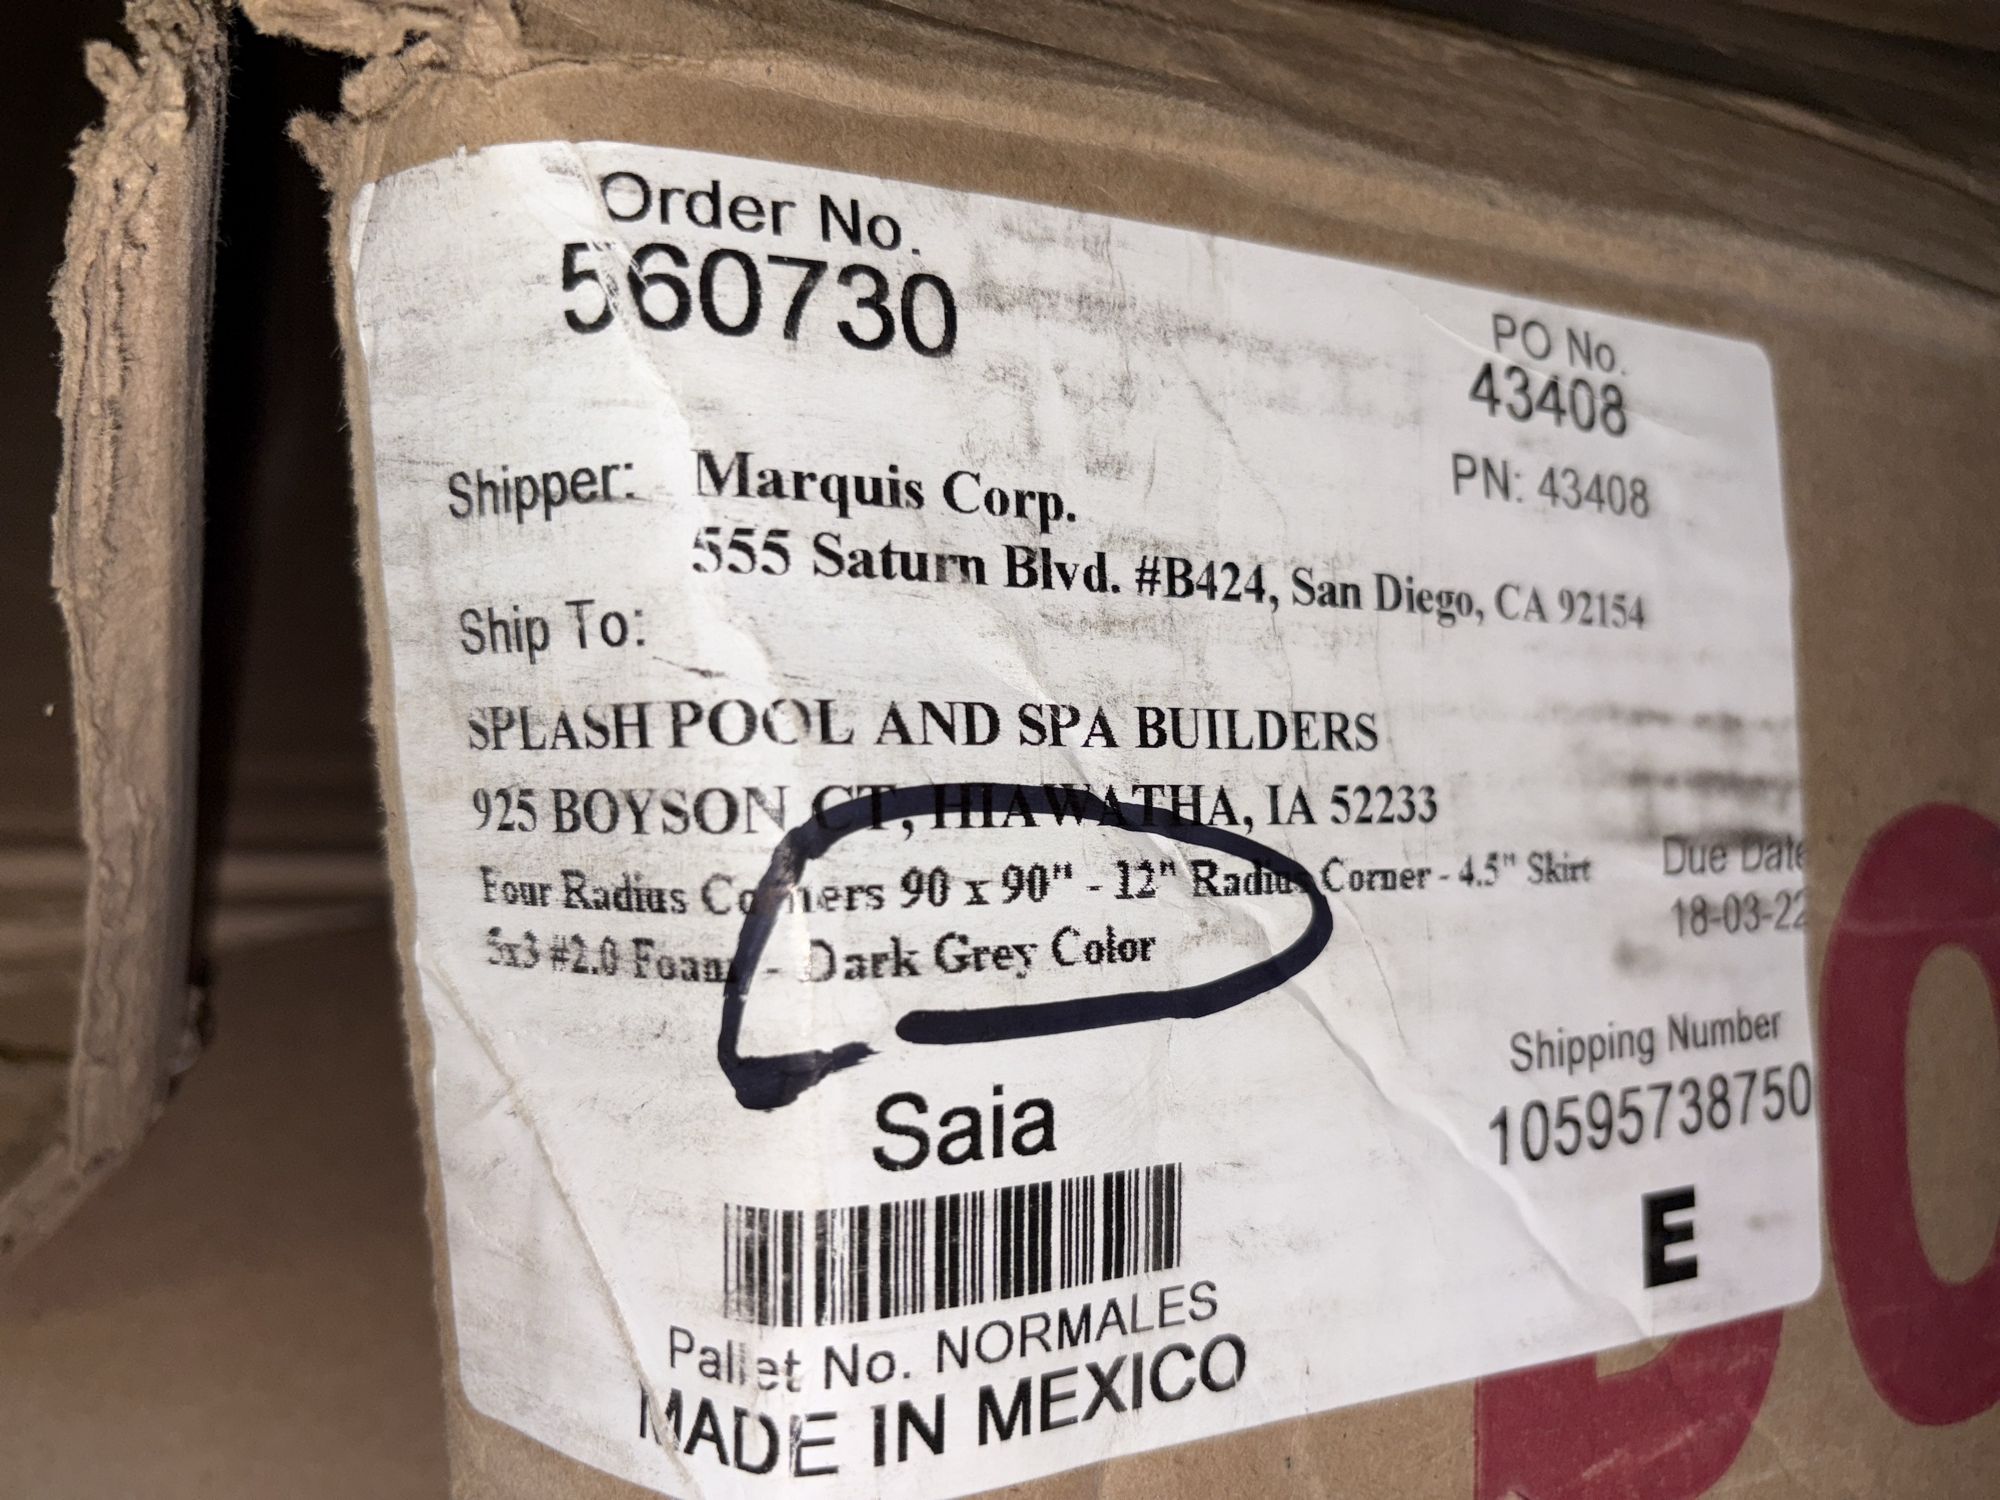 Order No.
560730
PO No.
43408
PN: 43408
Shipper: Marquis Corp.
555 Saturn Blvd. #B424, San Diego, CA 92154
Ship To:
SPLASH POOL AND SPA BUILDERS
925 BOYSON CT, HIAWATHA, IA 52233
Four Radius Corners 90 x 90" - 12" Radius Corner - 4.5" Skirt
5x3 #2.0 Foam - Dark Grey Color
Due Date
18-03-22
Saia
Shipping Number
10595738750
E
Pallet No. NORMALES
MADE IN MEXICO